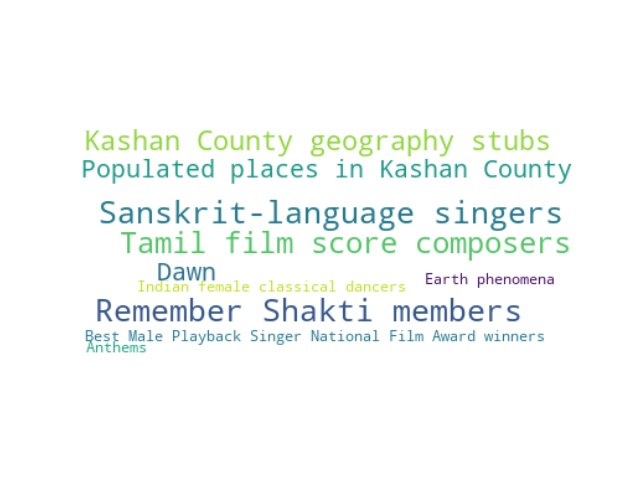 Kashan County geography stubs
Populated places in Kashan County
Sanskrit-language singers
Tamil film score composers
Dawn
Earth phenomena
Indian female classical dancers
Remember Shakti members
Best Male Playback Singer National Film Award winners
Anthems